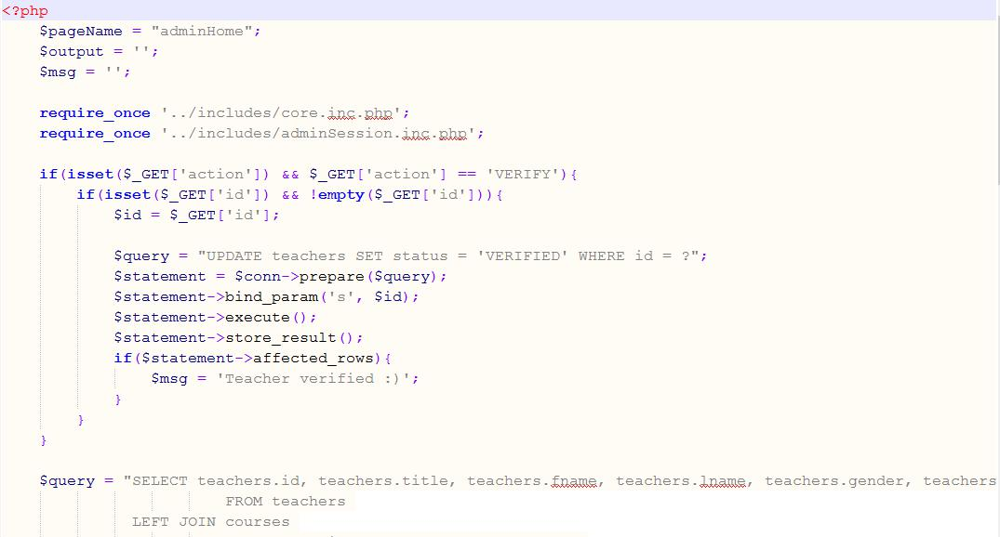 <?php
$pageName = "adminHome";
$output = '';
$msg = '';
require_once '../includes/core.inc.php';
require_once '../includes/adminSession.inc.php';
if(isset($_GET['action']) && $_GET['action'] == 'VERIFY'){
if(isset($_GET['id']) && !empty($_GET['id'])){
$id = $_GET['id'];
$query = "UPDATE teachers SET status = 'VERIFIED' WHERE id = ?";
$statement = $conn->prepare($query);
$statement->bind_param('s', $id);
$statement->execute();
$statement->store_result();
if($statement->affected_rows){
$msg = 'Teacher verified :)';
}
}
}
$query = "SELECT teachers.id, teachers.title, teachers.fname, teachers.lname, teachers.gender, teachers
FROM teachers
LEFT JOIN courses